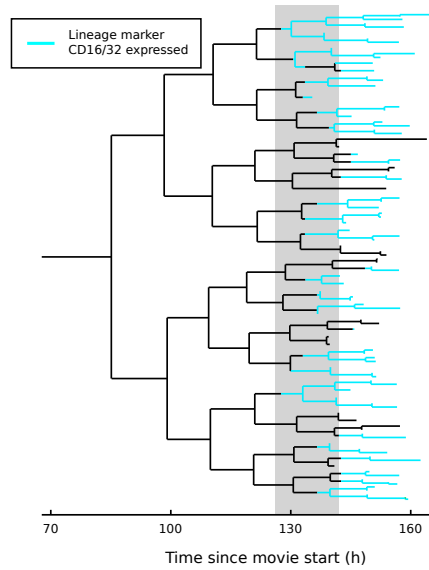 Lineage marker
CD16/32 expressed
70 100 130 160
Time since movie start (h)